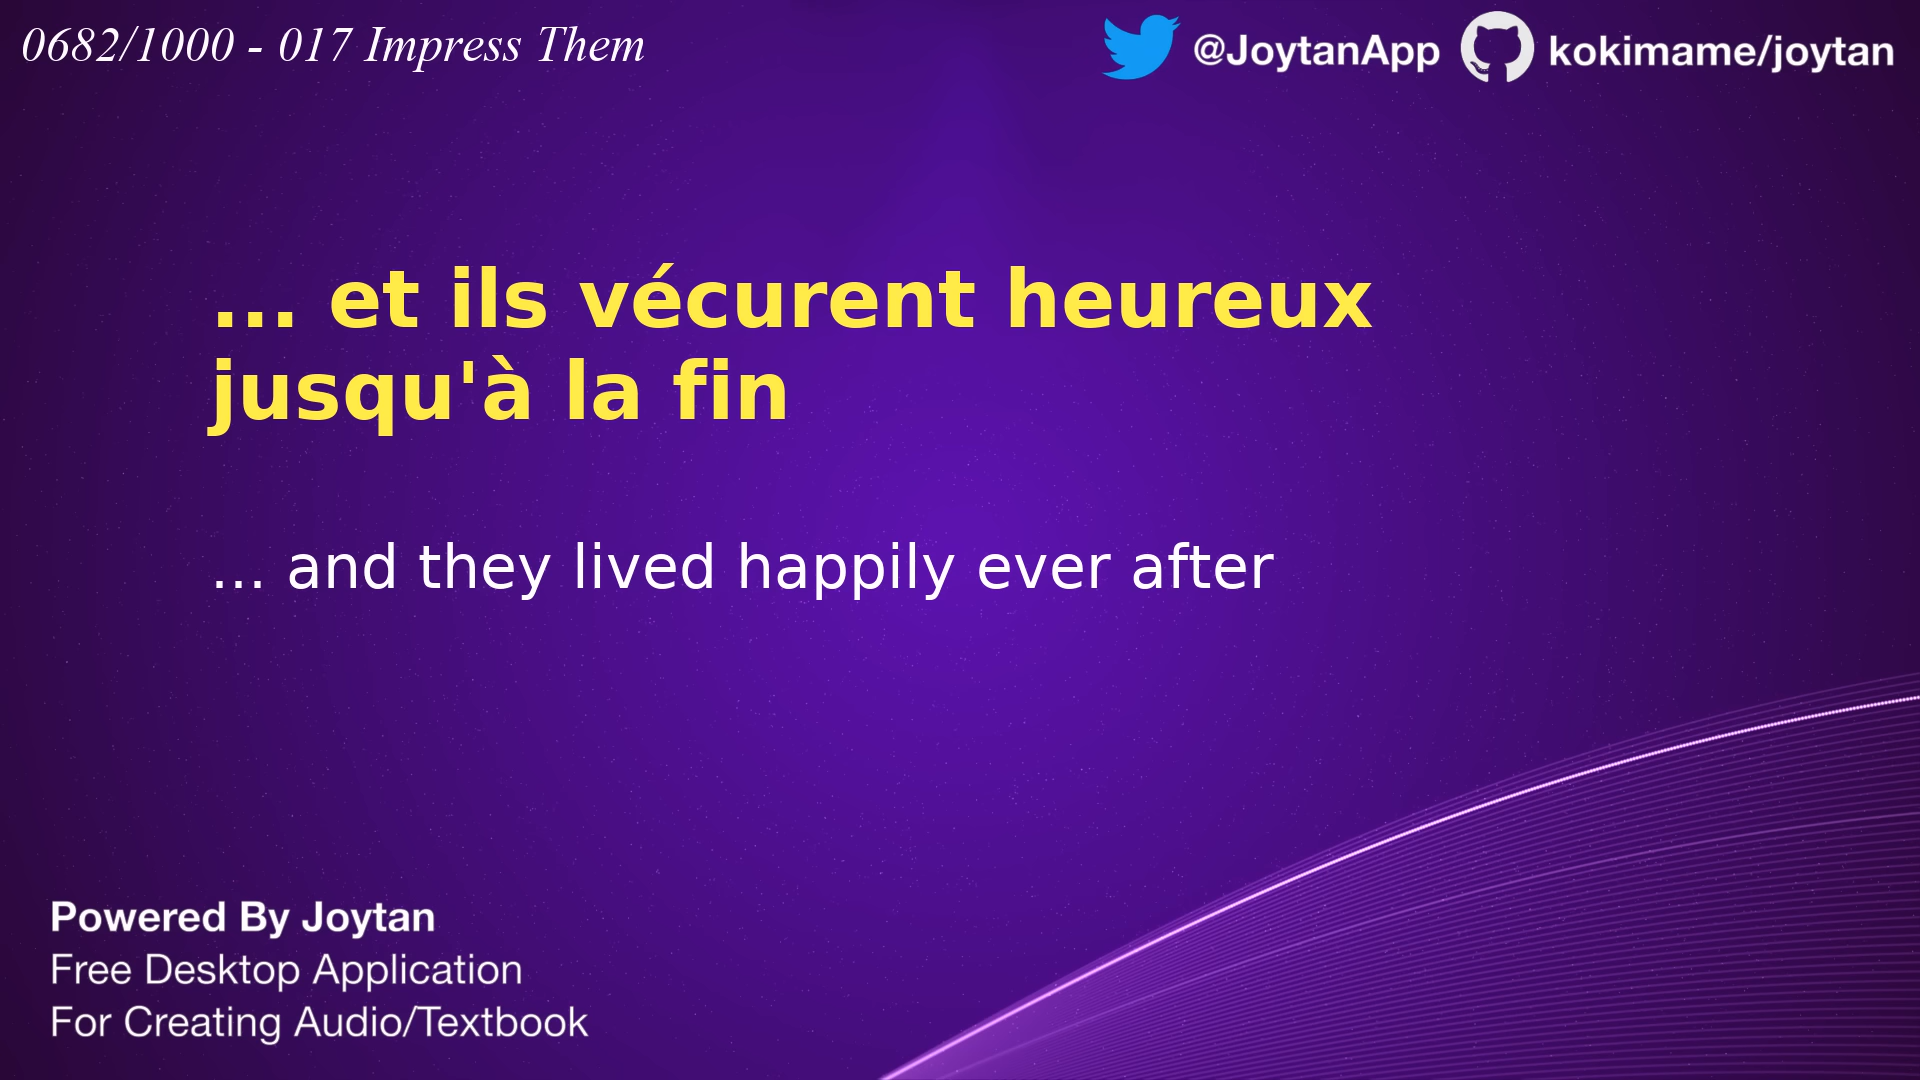 0682/1000 - 017 Impress Them
@JoytanApp
kokimame/joytan
... et ils vécurent heureux
jusqu'à la fin
... and they lived happily ever after
Powered By Joytan
Free Desktop Application
For Creating Audio/Textbook